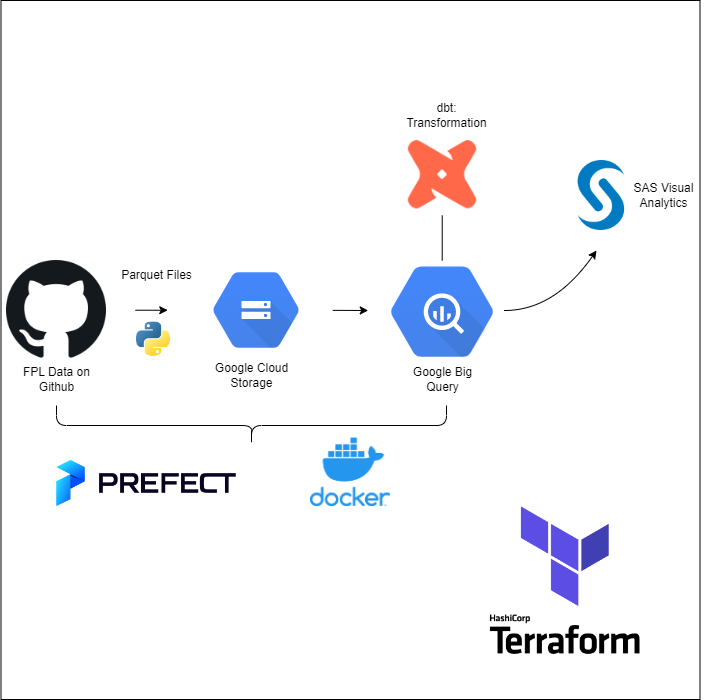 dbt:
Transformation
SAS Visual
Analytics
Parquet Files
FPL Data on
Github
Google Cloud
Storage
Google Big
Query
PREFECT
docker
HashiCorp
Terraform